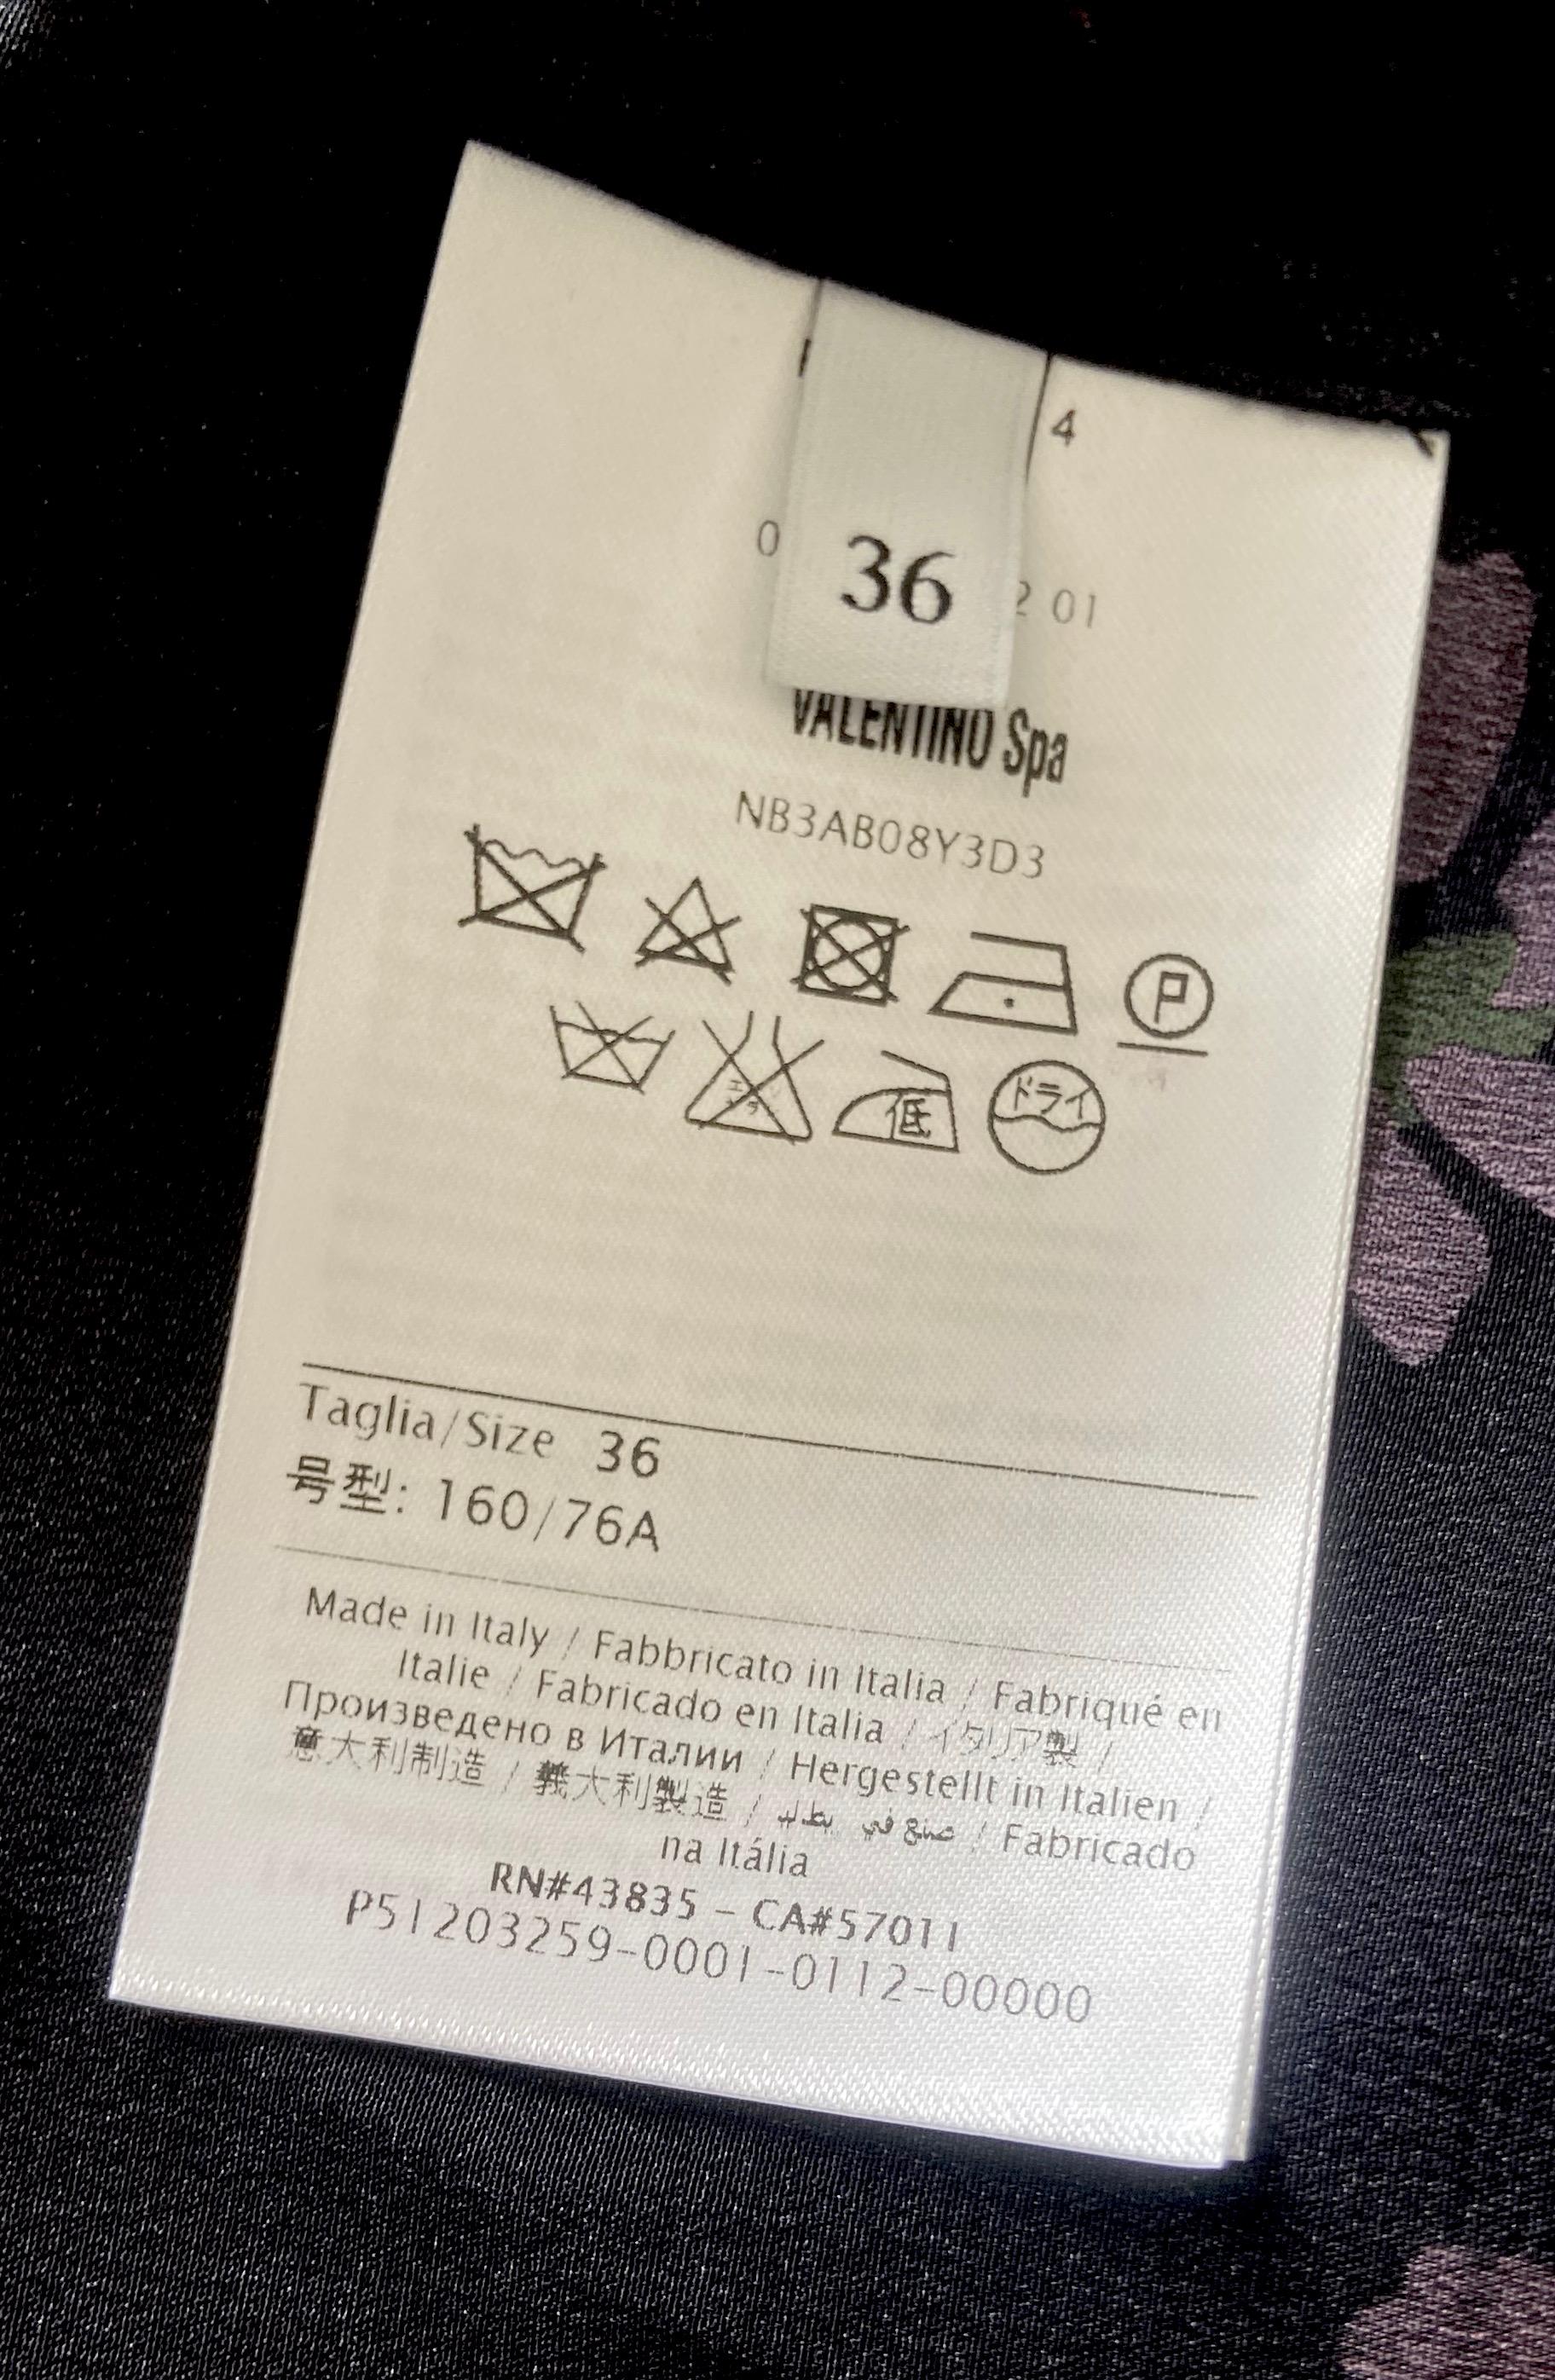 4
0
36
2 01
VALENTINO Spa
NB3AB08Y3D3
P
ドライ
低
Taglia/Size 36
号型: 160/76A
Made in Italy / Fabbricato in Italia / Fabriqué en
Italie / Fabricado en Italia / イタリア製 /
Произведено в Италии / Hergestellt in Italien /
意大利制造 / 義大利製造 / صنع في / Fabricado
na Itália
RN#43835 – CA#57011
P51203259-0001-0112-00000